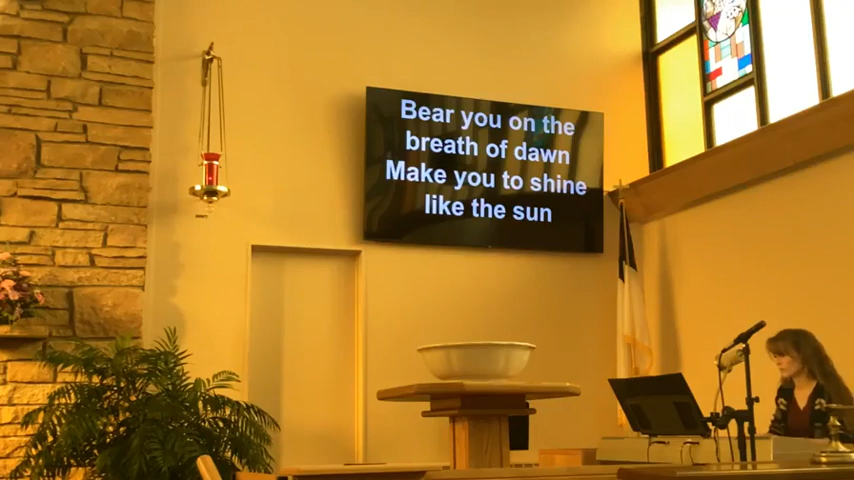 Bear you on the
breath of dawn
Make you to shine
like the sun